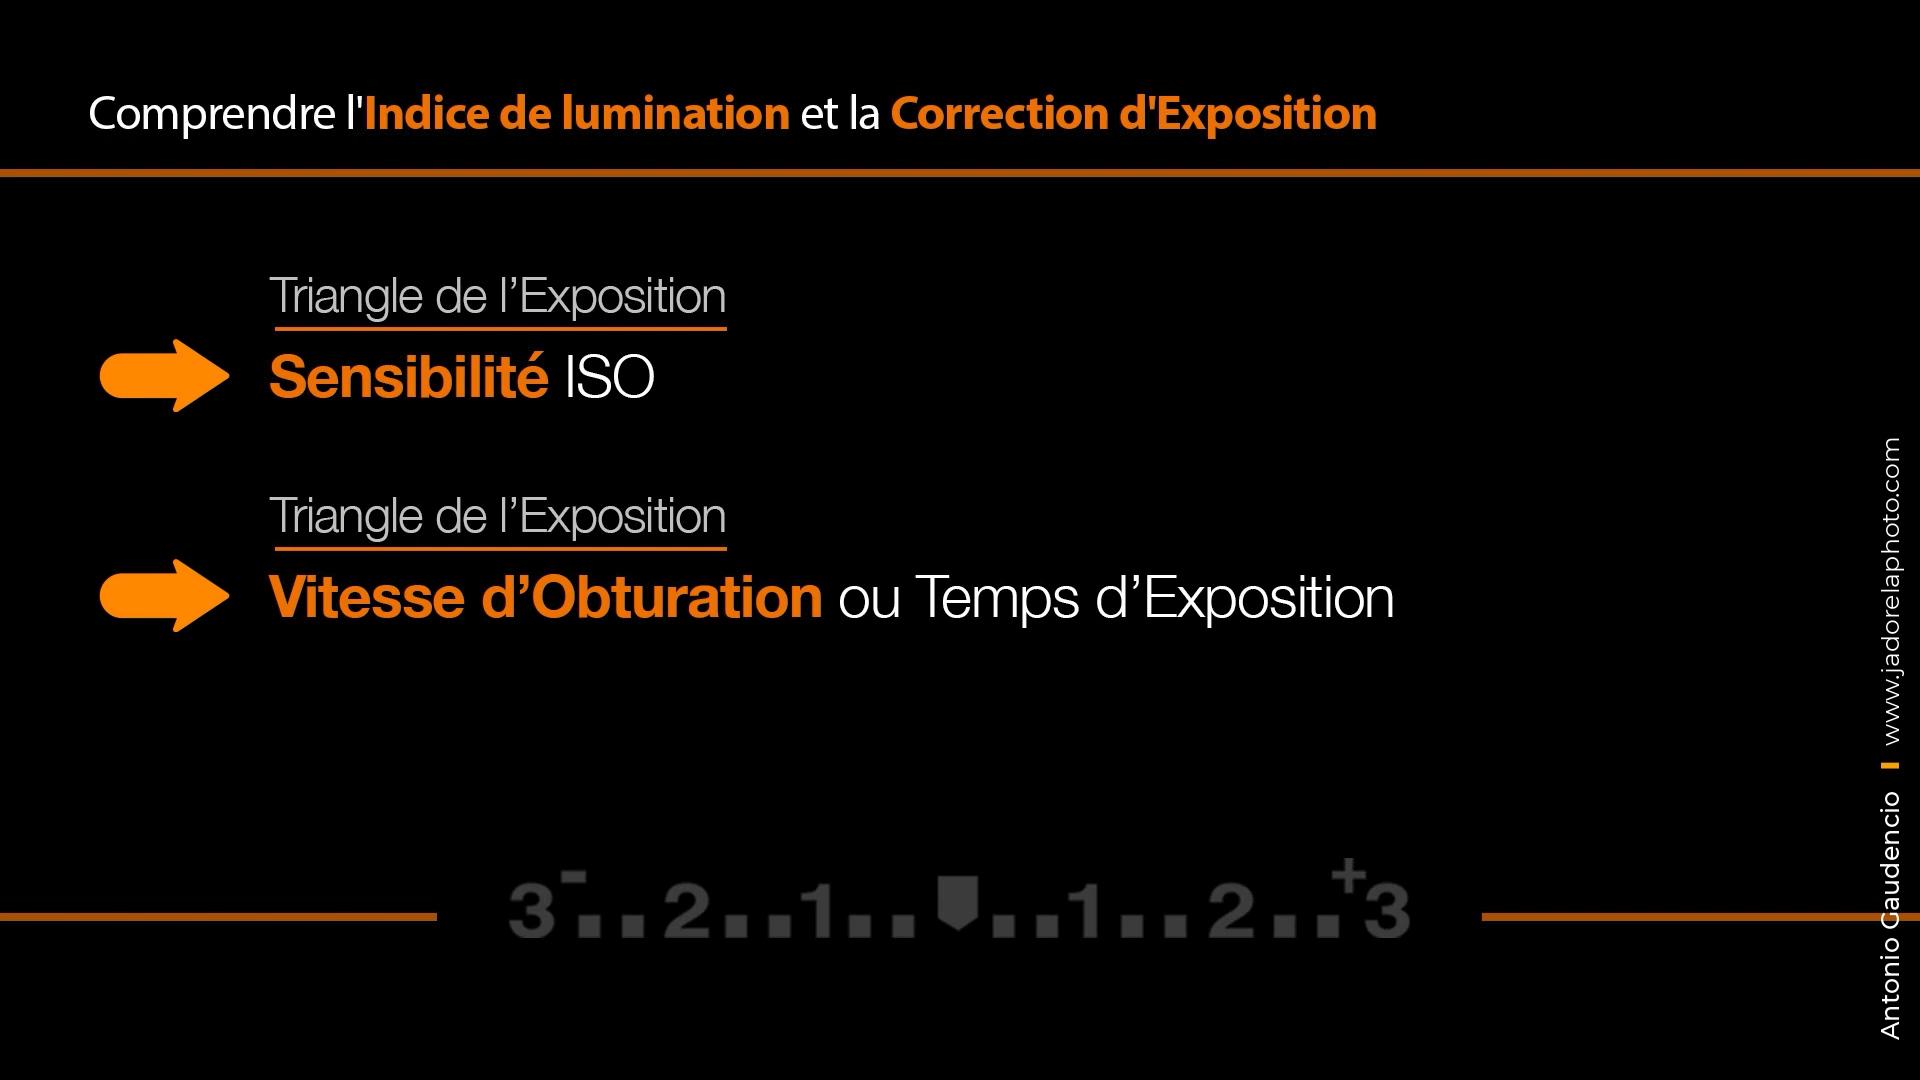 Comprendre l'Indice de lumination et la Correction d'Exposition
Triangle de l’Exposition
Sensibilité ISO
Triangle de l’Exposition
Vitesse d’Obturation ou Temps d’Exposition
3-..2..1..▼..1..2..+3
Antonio Gaudencio | www.jadorelaphoto.com